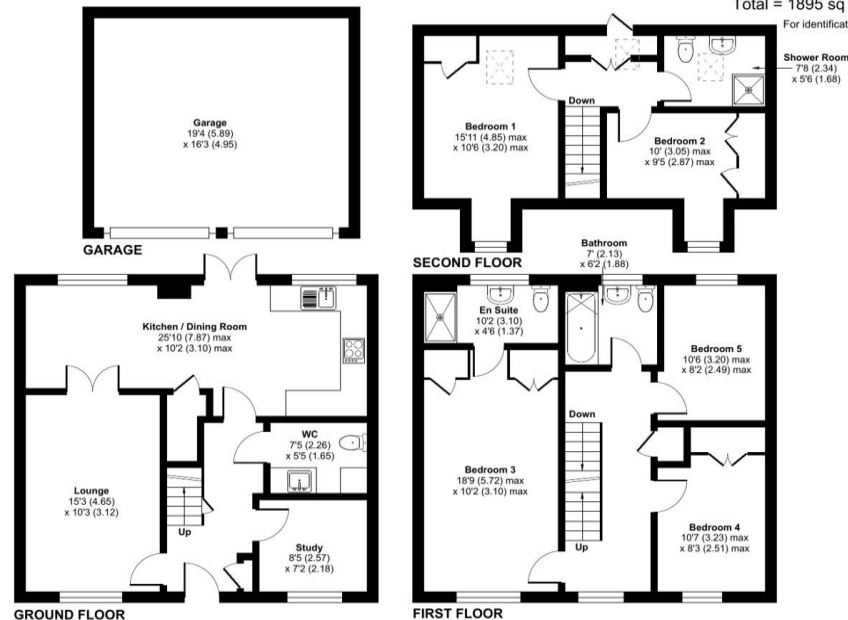 Total = 1895 sq
For identificat
Garage
19'4 (5.89)
x 16'3 (4.95)
GARAGE
Bedroom 1
15'11 (4.85) max
x 10'6 (3.20) max
Down
Bedroom 2
10' (3.05) max
x 9'5 (2.87) max
Shower Room
7'8 (2.34)
x 5'6 (1.68)
SECOND FLOOR
Kitchen / Dining Room
25'10 (7.87) max
x 10'2 (3.10) max
WC
7'5 (2.26)
x 5'5 (1.65)
Lounge
15'3 (4.65)
x 10'3 (3.12)
Up
Study
8'5 (2.57)
x 7'2 (2.18)
GROUND FLOOR
Bathroom
7' (2.13)
x 6'2 (1.88)
En Suite
10'2 (3.10)
x 4'6 (1.37)
Bedroom 5
10'6 (3.20) max
x 8'2 (2.49) max
Down
Bedroom 3
18'9 (5.72) max
x 10'2 (3.10) max
Up
Bedroom 4
10'7 (3.23) max
x 8'3 (2.51) max
FIRST FLOOR